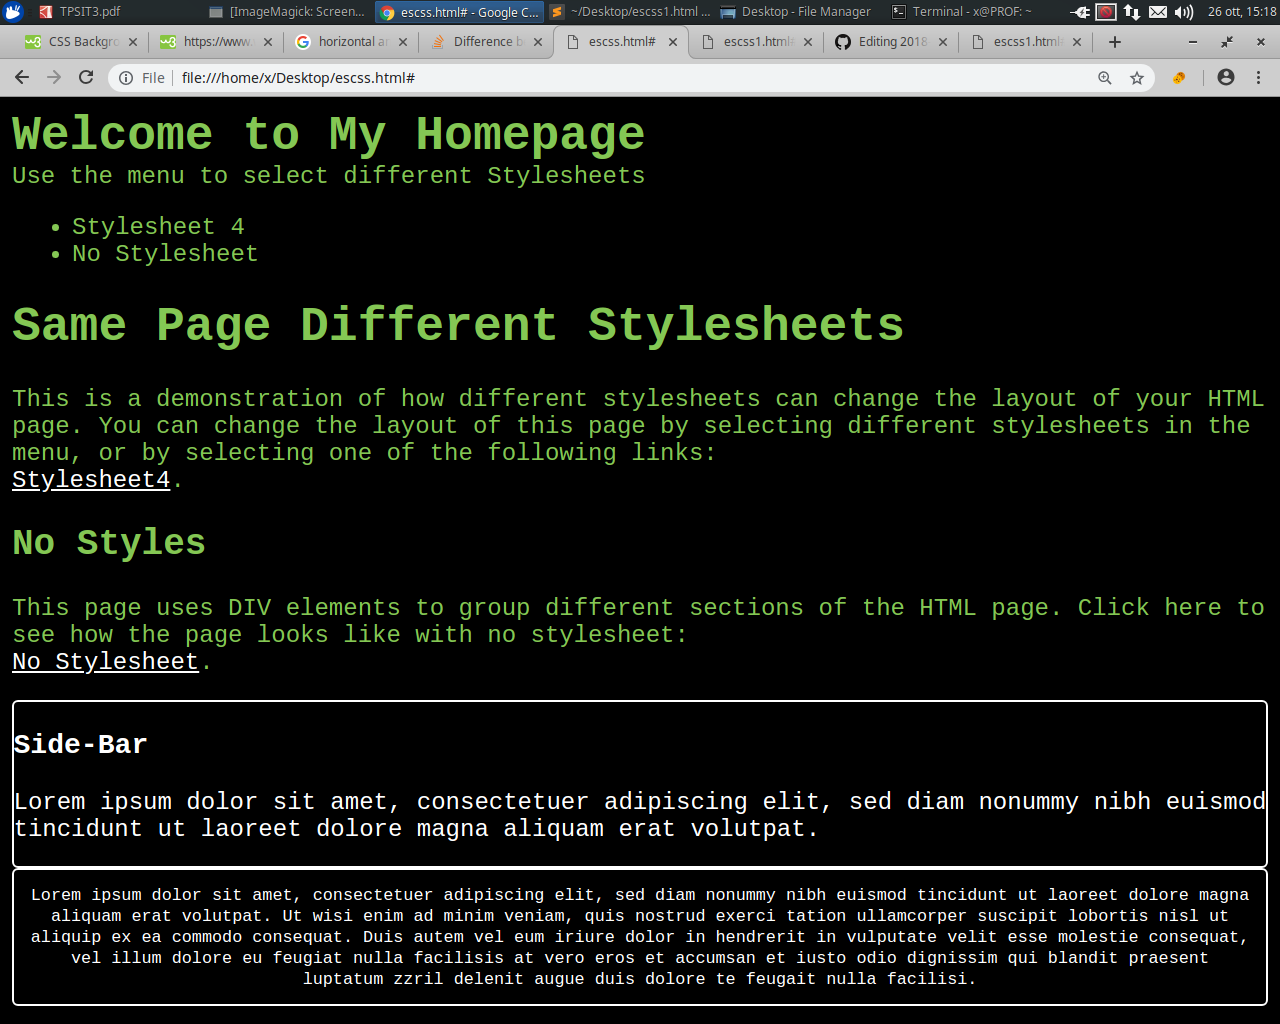 TPSIT3.pdf [ImageMagick: Screen... escss.html# - Google C... ~/Desktop/escss1.html ... Desktop - File Manager Terminal - x@PROF: ~ 26 ott, 15:18
CSS Backgro https://www. horizontal ar Difference b escss.html# escss1.html Editing 2018 escss1.html
File file:///home/x/Desktop/escss.html#
Welcome to My Homepage
Use the menu to select different Stylesheets
• Stylesheet 4
• No Stylesheet
Same Page Different Stylesheets
This is a demonstration of how different stylesheets can change the layout of your HTML
page. You can change the layout of this page by selecting different stylesheets in the
menu, or by selecting one of the following links:
Stylesheet4.
No Styles
This page uses DIV elements to group different sections of the HTML page. Click here to
see how the page looks like with no stylesheet:
No Stylesheet.
Side-Bar
Lorem ipsum dolor sit amet, consectetuer adipiscing elit, sed diam nonummy nibh euismod
tincidunt ut laoreet dolore magna aliquam erat volutpat.
Lorem ipsum dolor sit amet, consectetuer adipiscing elit, sed diam nonummy nibh euismod tincidunt ut laoreet dolore magna
aliquam erat volutpat. Ut wisi enim ad minim veniam, quis nostrud exerci tation ullamcorper suscipit lobortis nisl ut
aliquip ex ea commodo consequat. Duis autem vel eum iriure dolor in hendrerit in vulputate velit esse molestie consequat,
vel illum dolore eu feugiat nulla facilisis at vero eros et accumsan et iusto odio dignissim qui blandit praesent
luptatum zzril delenit augue duis dolore te feugait nulla facilisi.